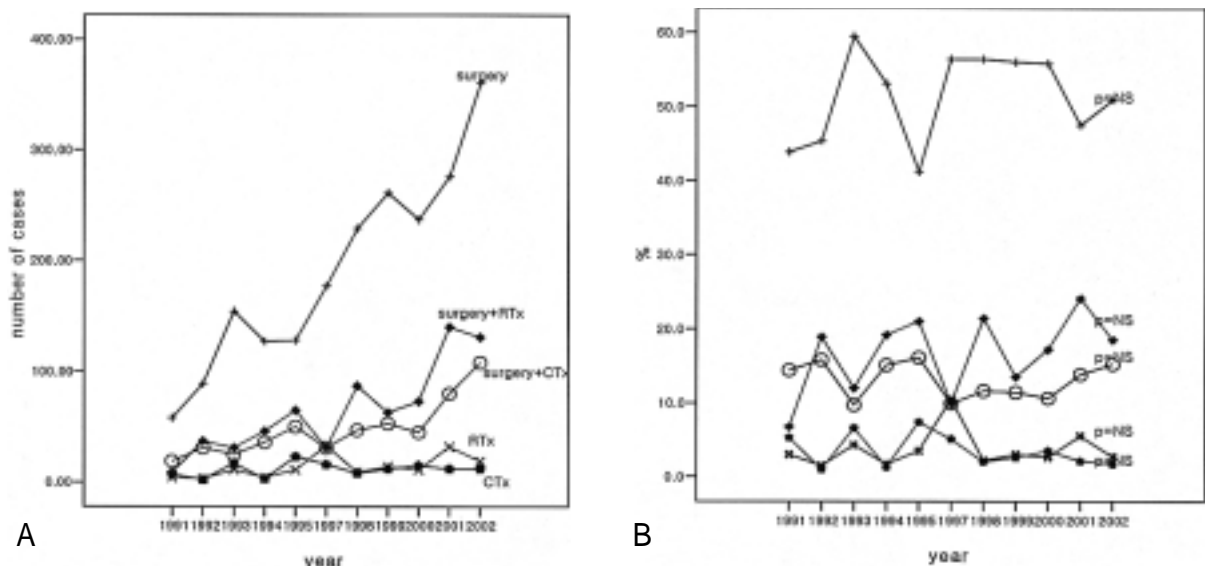 400.00
300.00
200.00
100.00
0.00
number of cases
surgery
surgery+RTx
surgery+CTx
RTx
CTx
1991 1992 1993 1994 1995 1997 1998 1999 2000 2001 2002
year
A
60.0
50.0
40.0
30.0
20.0
10.0
0.0
%
p=NS
p=NS
p=NS
p=NS
p=NS
1991 1992 1993 1994 1995 1997 1998 1999 2000 2001 2002
year
B